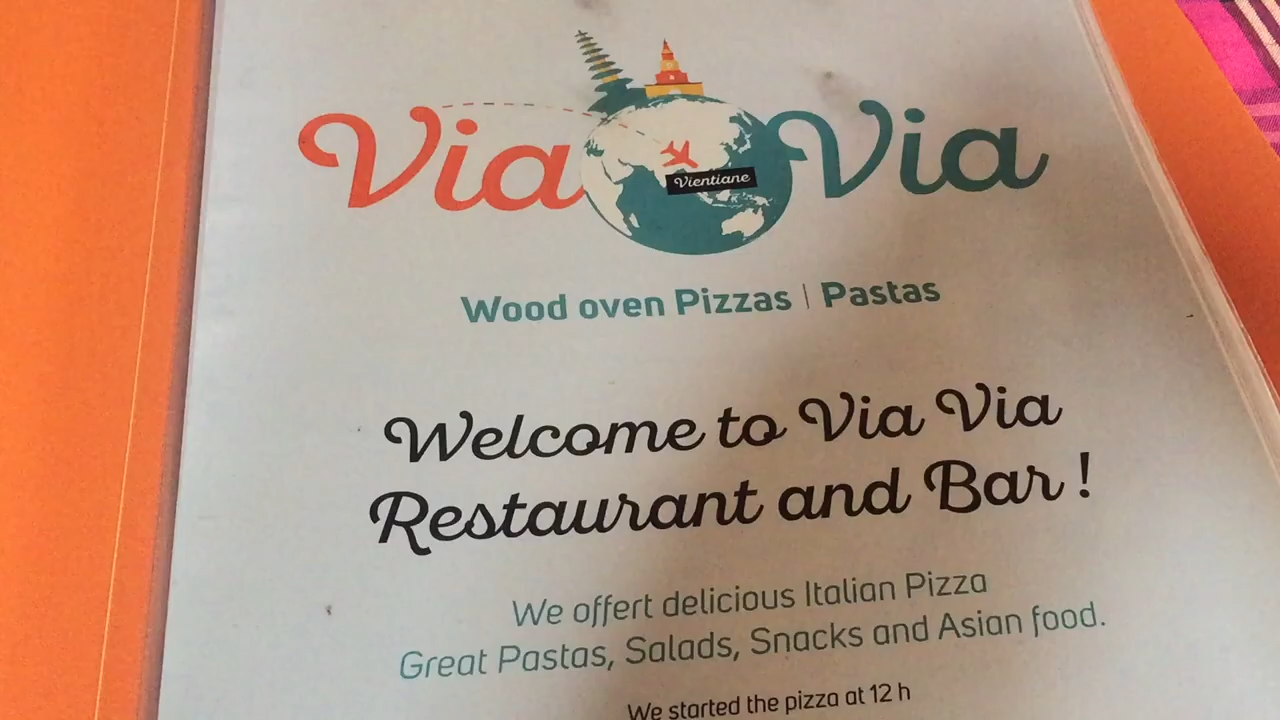 Via Via
Vientiane
Wood oven Pizzas | Pastas
Welcome to Via Via
Restaurant and Bar !
We offert delicious Italian Pizza
Great Pastas, Salads, Snacks and Asian food.
We started the pizza at 12 h